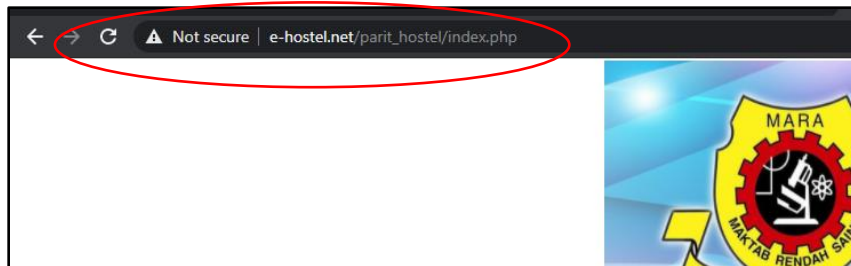 Not secure e-hostel.net/parit_hostel/index.php
MARA
MAKTAB RENDAH